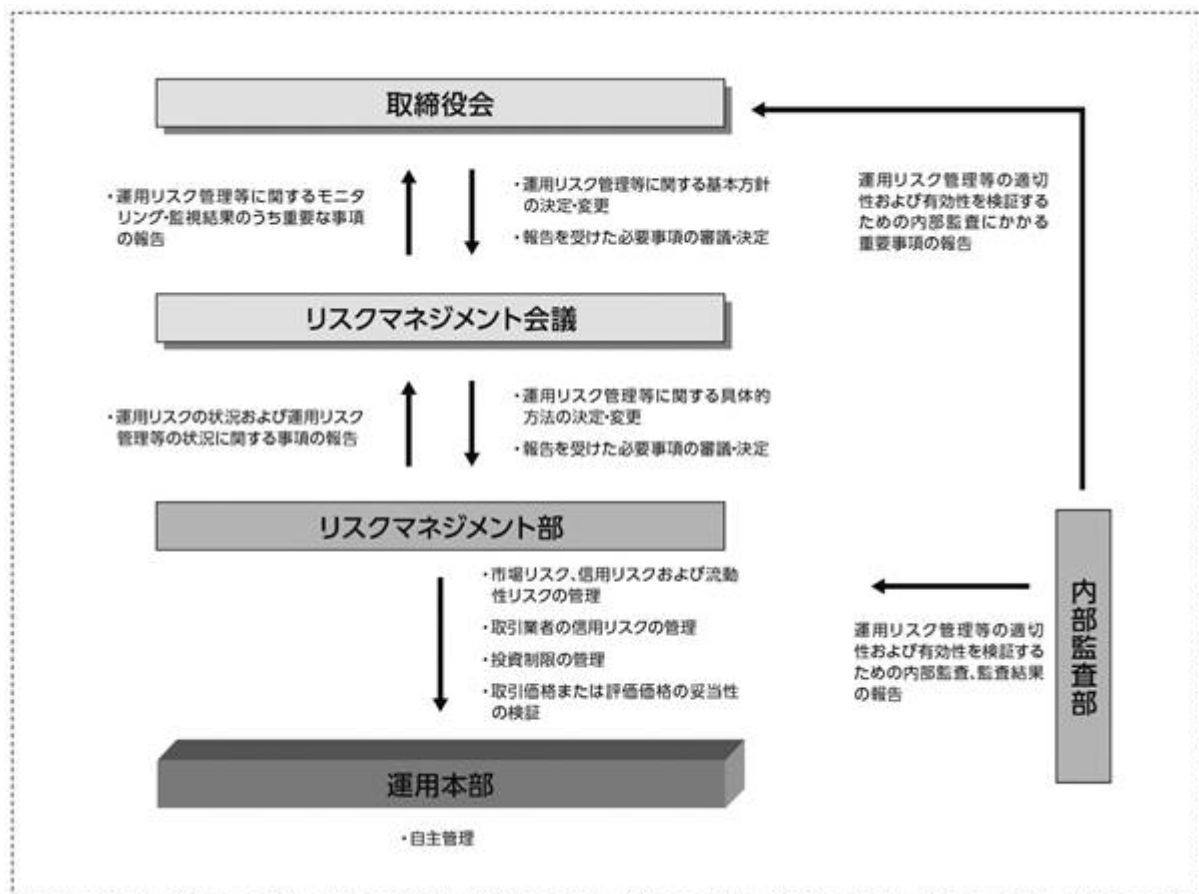 取締役会
・運用リスク管理等に関するモニタ
リング・監視結果のうち重要な事項
の報告
・運用リスク管理等に関する基本方針
の決定・変更
・報告を受けた必要事項の審議・決定
運用リスク管理等の適切
性および有効性を検証する
ための内部監査にかかる
重要事項の報告
リスクマネジメント会議
・運用リスクの状況および運用リスク
管理等の状況に関する事項の報告
・運用リスク管理等に関する具体的
方法の決定・変更
・報告を受けた必要事項の審議・決定
リスクマネジメント部
・市場リスク、信用リスクおよび流動
性リスクの管理
・取引業者の信用リスクの管理
・投資制限の管理
・取引価格または評価価格の妥当性
の検証
運用リスク管理等の適切
性および有効性を検証する
ための内部監査、監査結果
の報告
内部監査部
運用本部
・自主管理